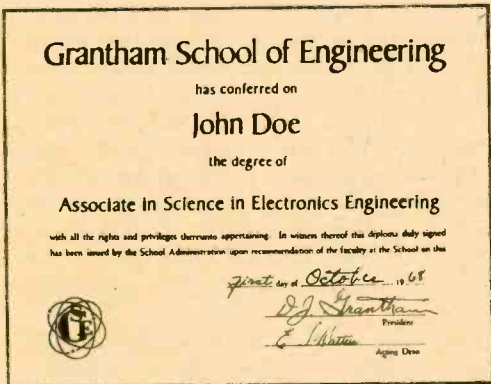 Grantham School of Engineering
has conferred on
John Doe
the degree of
Associate in Science in Electronics Engineering
with all the rights and privileges thereunto appertaining. In witness thereof this diploma duly signed
has been issued by the School Administration upon recommendation of the faculty at the School on this
First day of October 1968
D.J. Grantham
President
E
Acting Dean
GSE